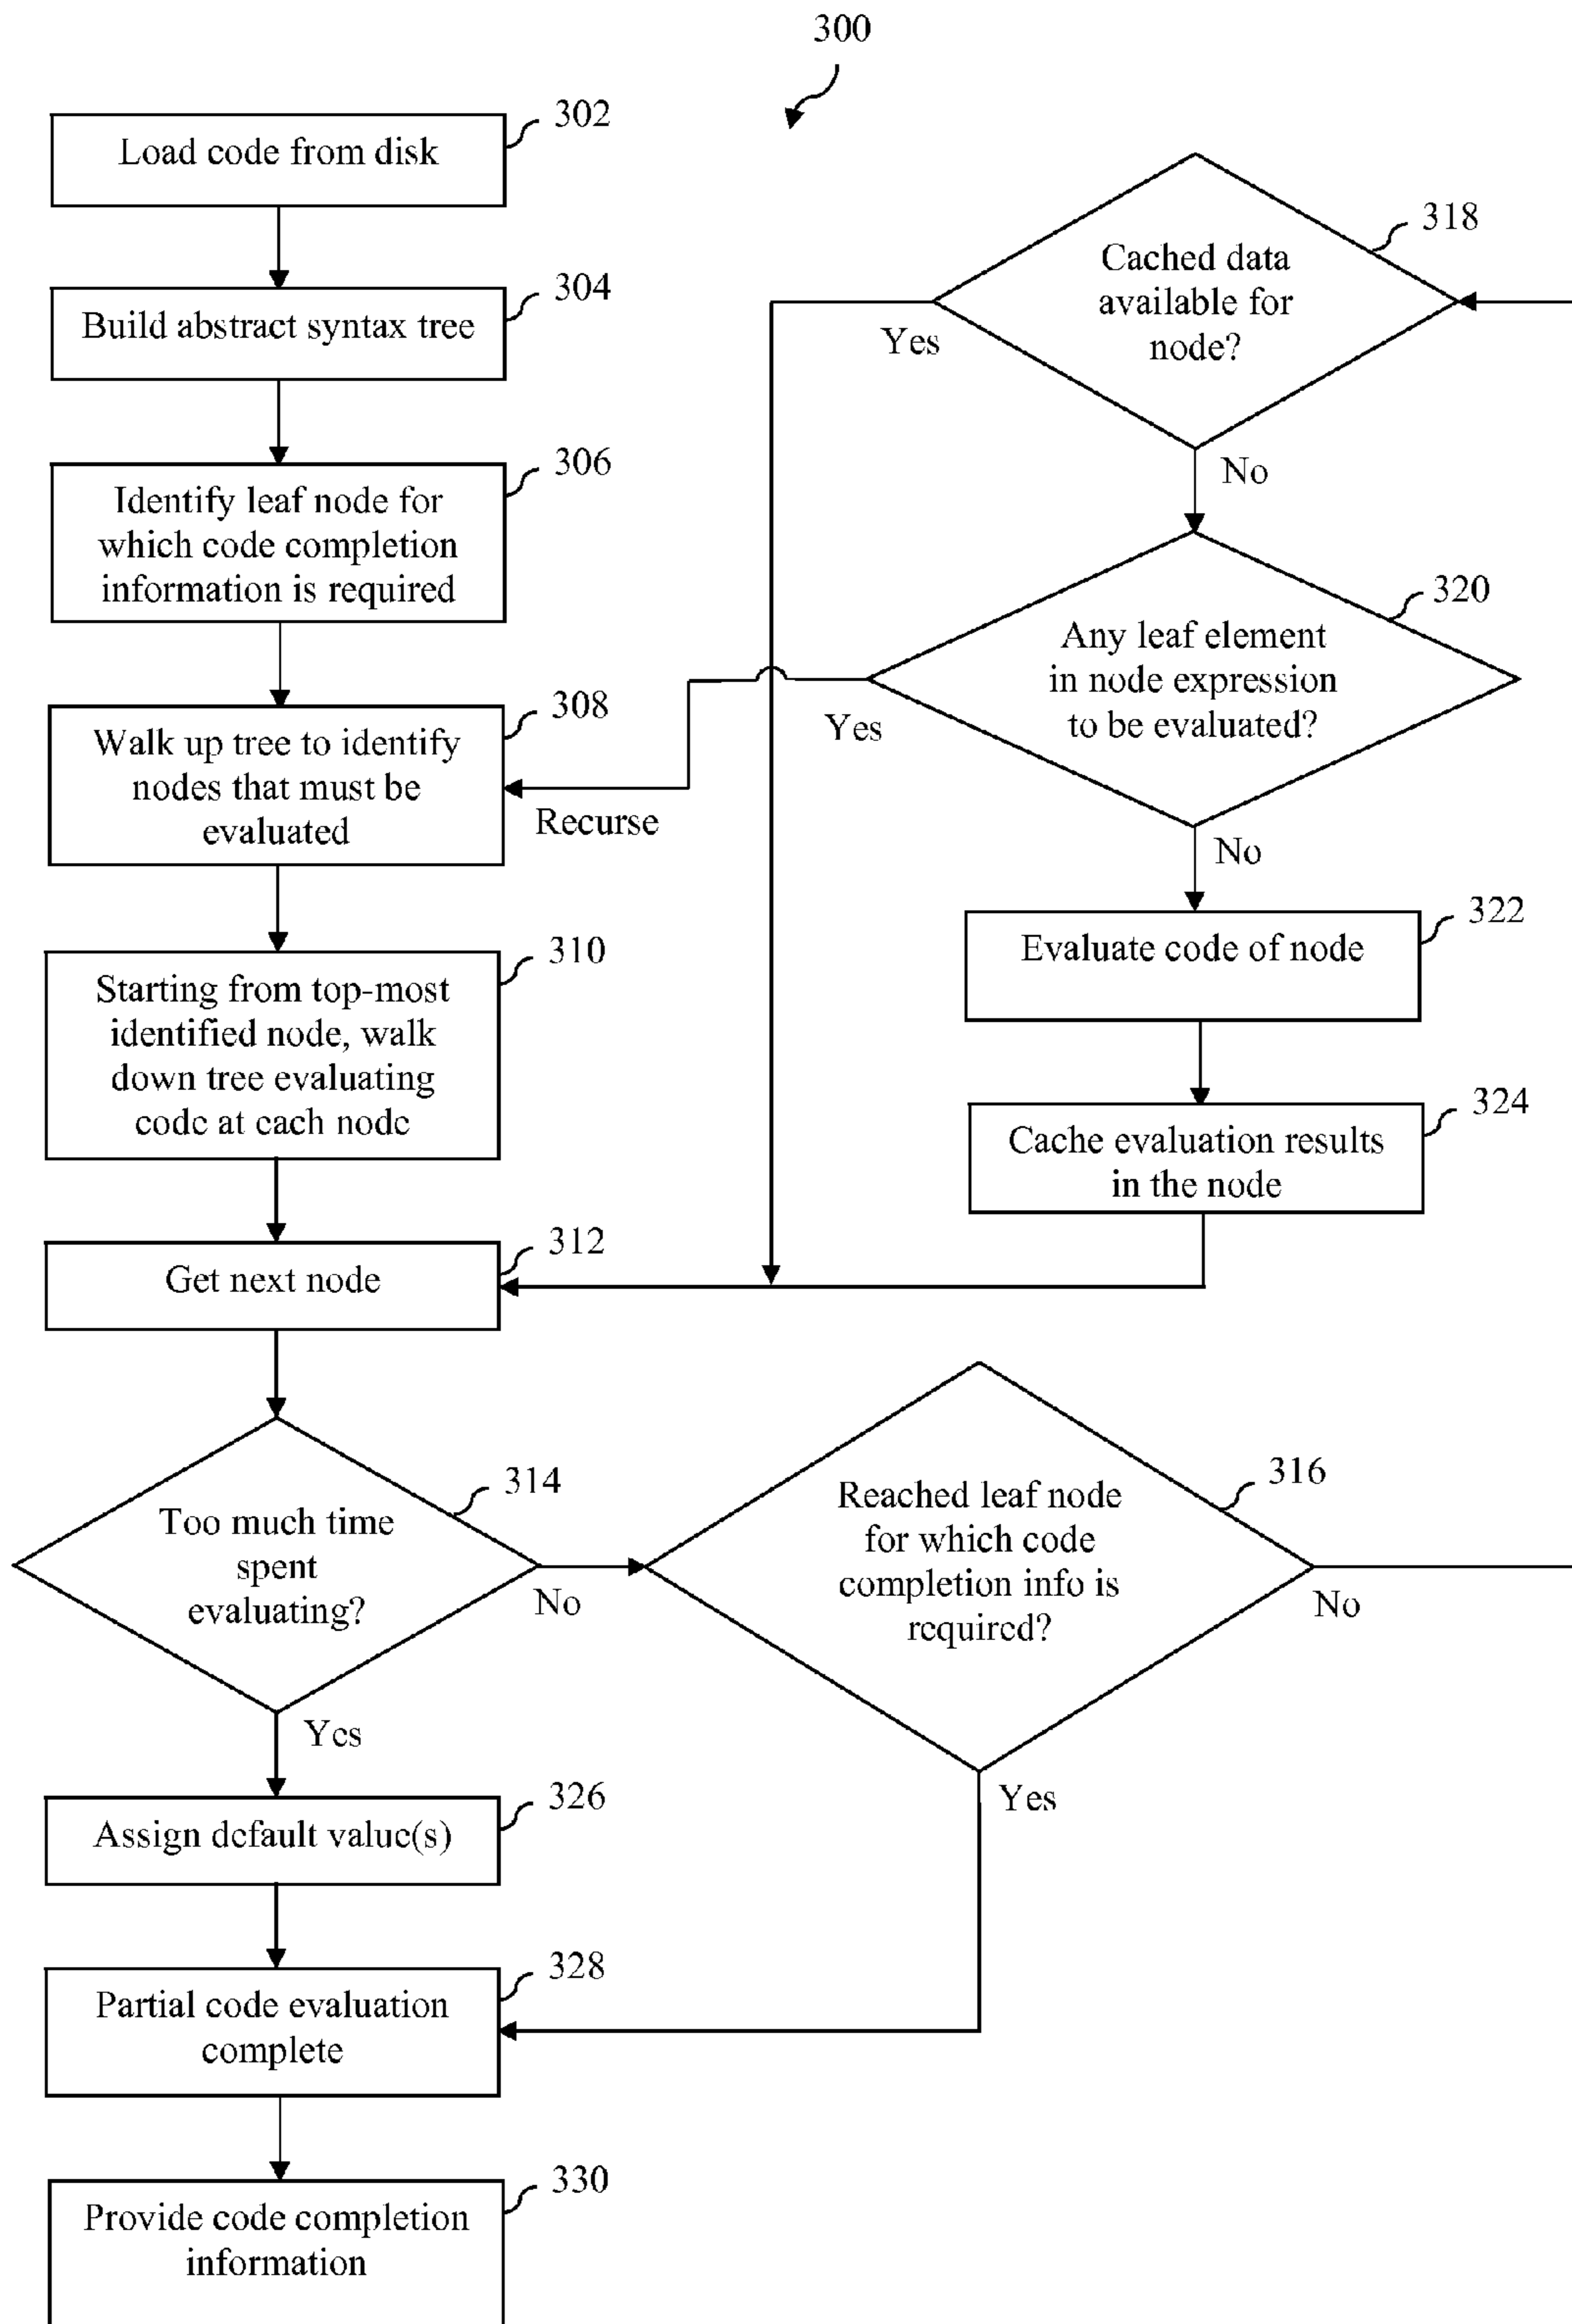 300
302
Load code from disk
304
Build abstract syntax tree
306
Identify leaf node for
which code completion
information is required
308
Walk up tree to identify
nodes that must be
evaluated
Recurse
310
Starting from top-most
identified node, walk
down tree evaluating
code at each node
312
Get next node
314
Too much time
spent
evaluating?
No
Yes
316
Reached leaf node
for which code
completion info is
required?
No
Yes
318
Cached data
available for
node?
Yes
No
320
Any leaf element
in node expression
to be evaluated?
Yes
No
322
Evaluate code of node
324
Cache evaluation results
in the node
326
Assign default value(s)
328
Partial code evaluation
complete
330
Provide code completion
information